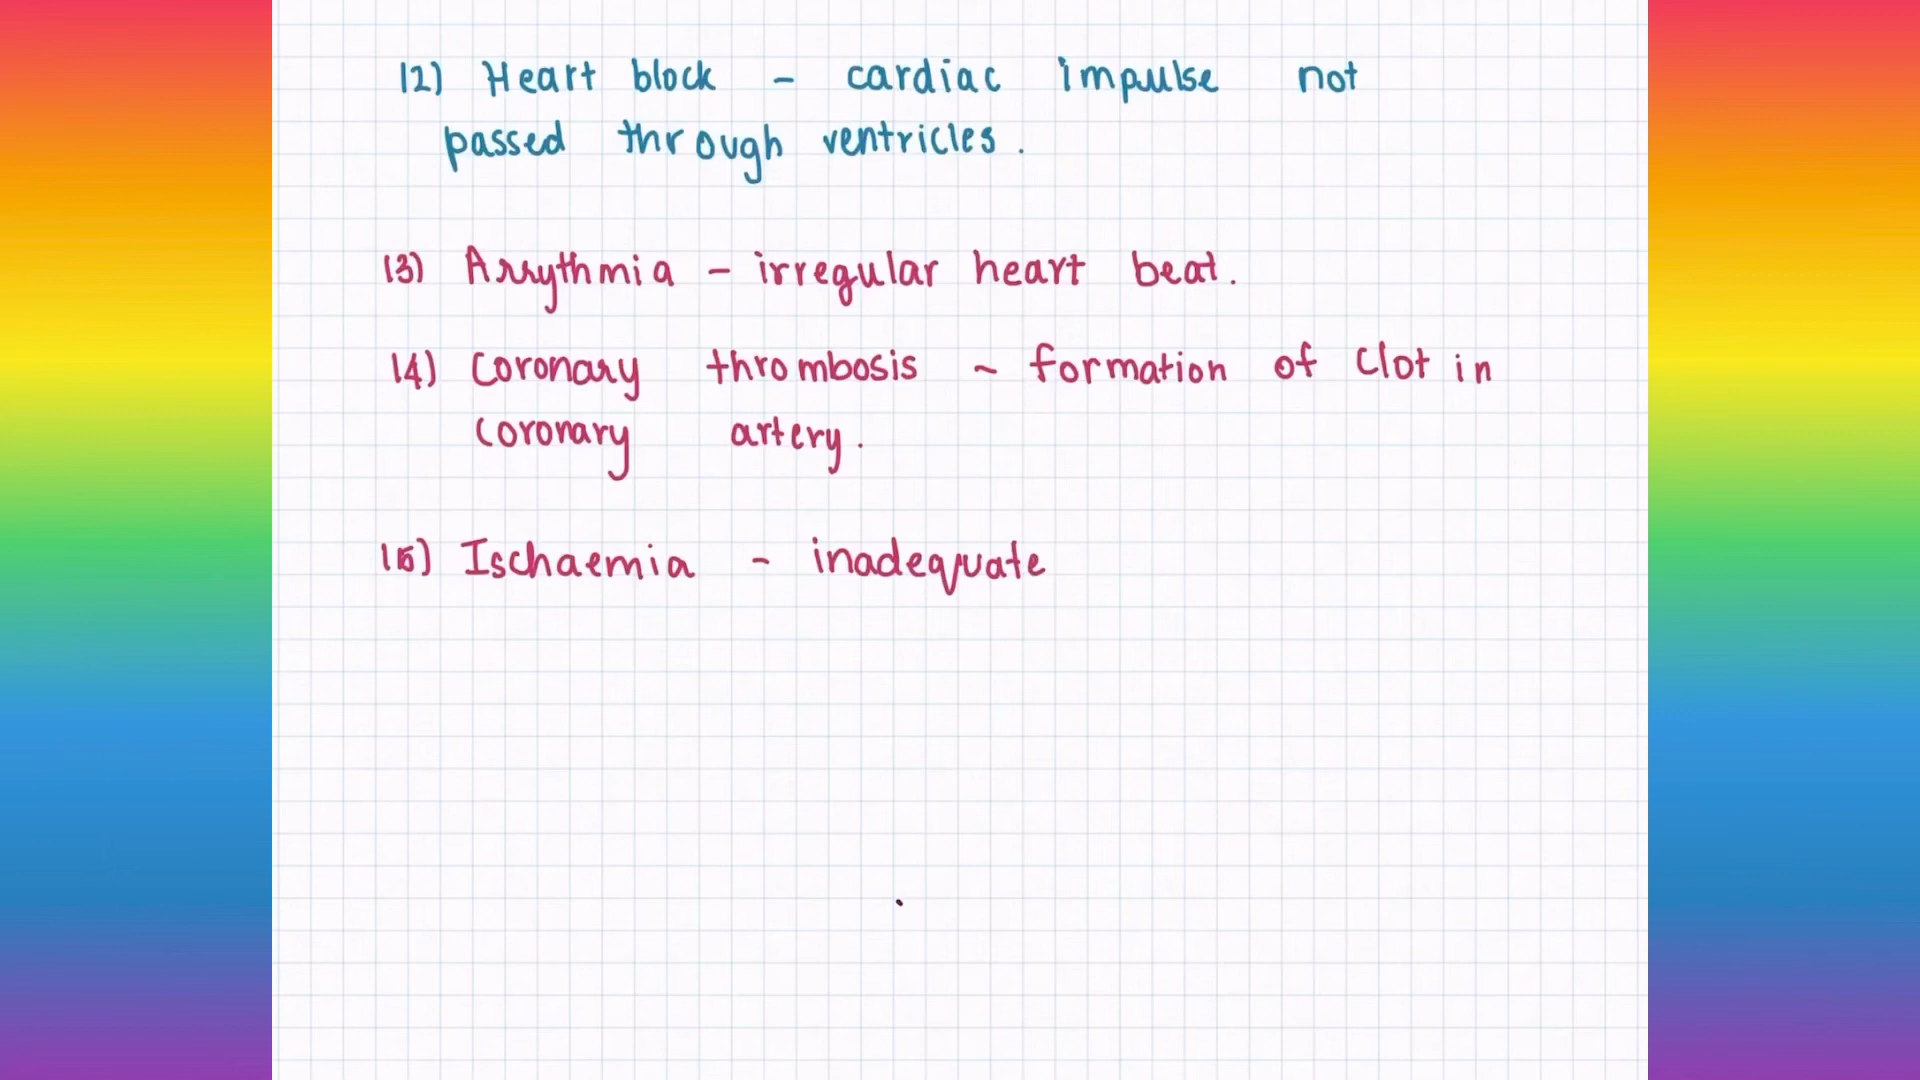 12) Heart block - cardiac impulse not
passed through ventricles.
13) Arrythmia - irregular heart beat.
14) Coronary thrombosis ~ formation of clot in
coronary artery.
15) Ischaemia - inadequate